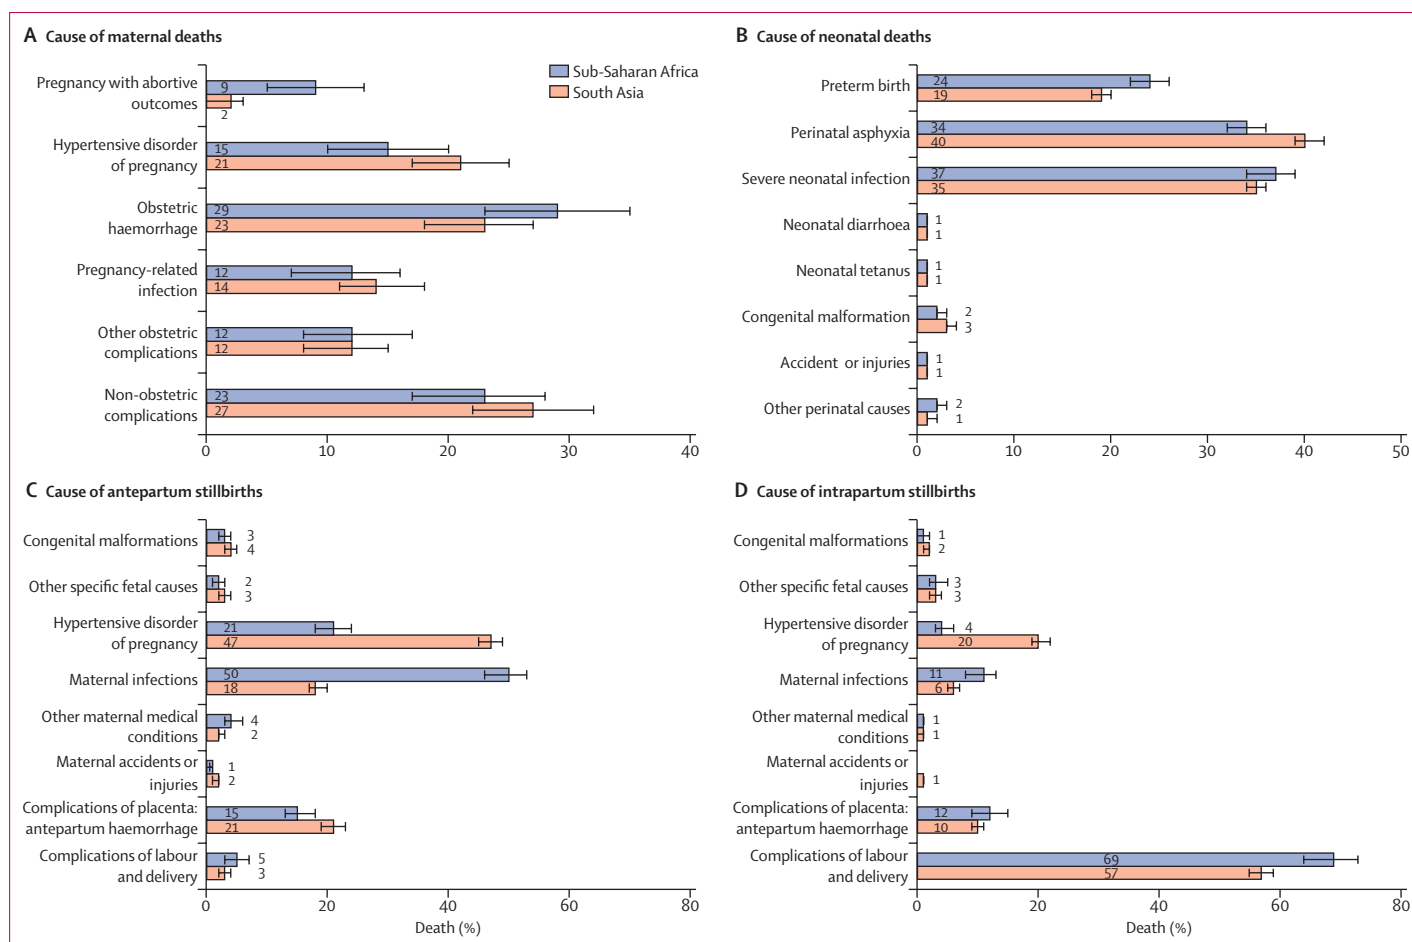 A Cause of maternal deaths
Sub-Saharan Africa
South Asia
Pregnancy with abortive
outcomes
9
2
Hypertensive disorder
of pregnancy
15
21
Obstetric
haemorrhage
29
23
Pregnancy-related
infection
12
14
Other obstetric
complications
12
12
Non-obstetric
complications
23
27
0 10 20 30 40
B Cause of neonatal deaths
Preterm birth
24
19
Perinatal asphyxia
34
40
Severe neonatal infection
37
35
Neonatal diarrhoea
1
1
Neonatal tetanus
1
1
Congenital malformation
2
3
Accident or injuries
1
1
Other perinatal causes
2
1
0 10 20 30 40 50
C Cause of antepartum stillbirths
Congenital malformations
3
4
Other specific fetal causes
2
3
Hypertensive disorder
of pregnancy
21
47
Maternal infections
50
18
Other maternal medical
conditions
4
2
Maternal accidents or
injuries
1
2
Complications of placenta:
antepartum haemorrhage
15
21
Complications of labour
and delivery
5
3
0 20 40 60 80
Death (%)
D Cause of intrapartum stillbirths
Congenital malformations
1
2
Other specific fetal causes
3
3
Hypertensive disorder
of pregnancy
4
20
Maternal infections
11
6
Other maternal medical
conditions
1
1
Maternal accidents or
injuries
1
Complications of placenta:
antepartum haemorrhage
12
10
Complications of labour
and delivery
69
57
0 20 40 60 80
Death (%)